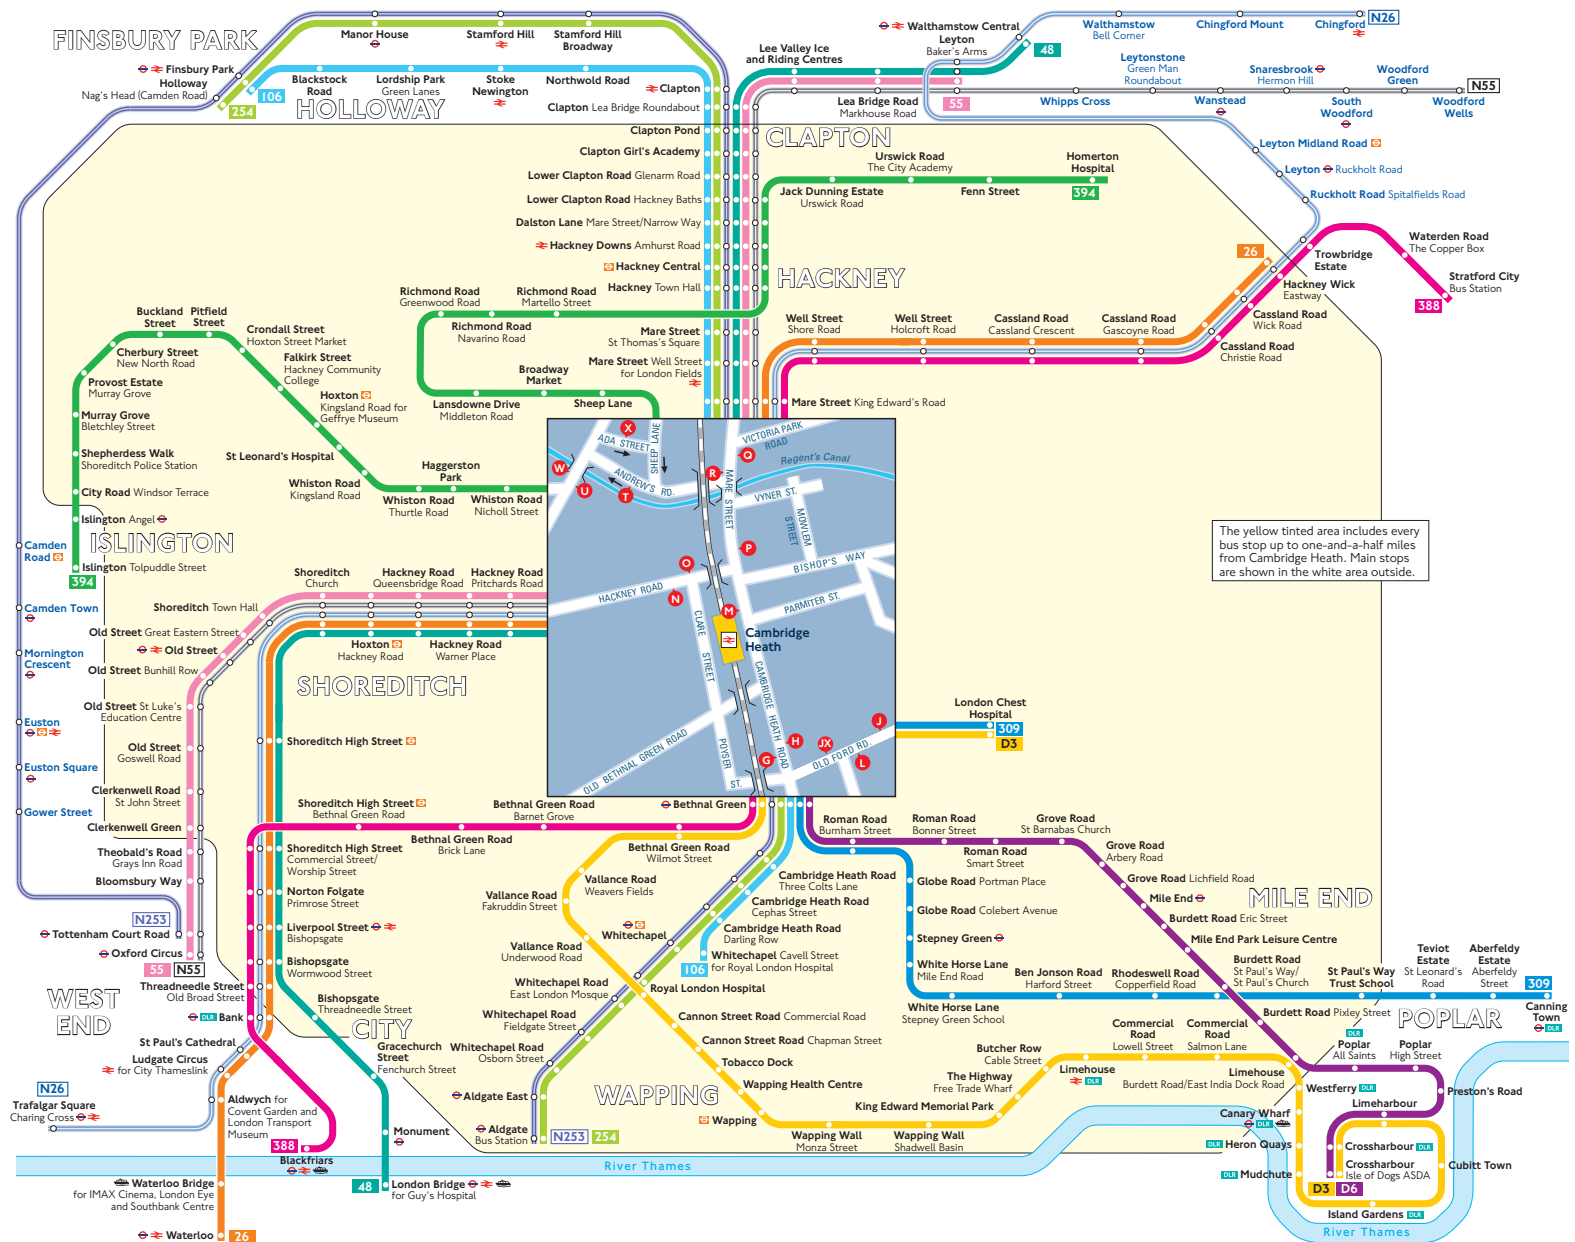 FINSBURY PARK
Finsbury Park
Holloway
Nag's Head (Camden Road)
254
106
HOLLOWAY
Manor House
Stamford Hill
Stamford Hill
Broadway
Blackstock
Road
Lordship Park
Green Lanes
Stoke
Newington
Northwold Road
Clapton
Clapton Lea Bridge Roundabout
Clapton Pond
Clapton Girl's Academy
Lower Clapton Road Glenarm Road
Lower Clapton Road Hackney Baths
Dalston Lane Mare Street/Narrow Way
Hackney Downs Amhurst Road
Hackney Central
Hackney Town Hall
Mare Street
St Thomas's Square
Mare Street Well Street
for London Fields
Lee Valley Ice
and Riding Centres
Walthamstow Central
Leyton
Baker's Arms
48
Lea Bridge Road
Markhouse Road
55
CLAPTON
Walthamstow
Bell Corner
Chingford Mount
Chingford
N26
Leytonstone
Green Man
Roundabout
Snaresbrook
Hermon Hill
Woodford
Green
N55
Whipps Cross
Wanstead
South
Woodford
Woodford
Wells
Leyton Midland Road
Leyton Ruckholt Road
Ruckholt Road Spitalfields Road
Urswick Road
The City Academy
Homerton
Hospital
Jack Dunning Estate
Urswick Road
Fenn Street
394
HACKNEY
26
Waterden Road
The Copper Box
Trowbridge
Estate
Stratford City
Bus Station
388
Hackney Wick
Eastway
Cassland Road
Wick Road
Cassland Road
Christie Road
Well Street
Shore Road
Well Street
Holcroft Road
Cassland Road
Cassland Crescent
Cassland Road
Gascoyne Road
Mare Street King Edward's Road
Richmond Road
Greenwood Road
Richmond Road
Martello Street
Richmond Road
Navarino Road
Broadway
Market
Lansdowne Drive
Middleton Road
Sheep Lane
Buckland
Street
Pitfield
Street
Crondall Street
Hoxton Street Market
Cherbury Street
New North Road
Falkirk Street
Hackney Community
College
Provost Estate
Murray Grove
Hoxton
Kingsland Road for
Geffrye Museum
Murray Grove
Bletchley Street
St Leonard's Hospital
Shepherdess Walk
Shoreditch Police Station
Whiston Road
Kingsland Road
Haggerston
Park
Whiston Road
Thurtle Road
Whiston Road
Nicholl Street
City Road Windsor Terrace
Islington Angel
ISLINGTON
Islington Tolpuddle Street
394
Camden
Road
Camden Town
Mornington
Crescent
Euston
Euston Square
Gower Street
Shoreditch
Church
Hackney Road
Queensbridge Road
Hackney Road
Pritchards Road
Shoreditch Town Hall
Old Street Great Eastern Street
Old Street
Old Street Bunhill Row
Old Street St Luke's
Education Centre
Old Street
Goswell Road
Clerkenwell Road
St John Street
Clerkenwell Green
Theobald's Road
Grays Inn Road
Bloomsbury Way
N253
Tottenham Court Road
Oxford Circus
55
N55
Hoxton
Hackney Road
Hackney Road
Warner Place
SHOREDITCH
Shoreditch High Street
Shoreditch High Street
Bethnal Green Road
Shoreditch High Street
Commercial Street/
Worship Street
Norton Folgate
Primrose Street
Liverpool Street
Bishopsgate
Bishopsgate
Wormwood Street
Threadneedle Street
Old Broad Street
Bishopsgate
Threadneedle Street
WEST
END
DLR
Bank
CITY
St Paul's Cathedral
Ludgate Circus
for City Thameslink
Gracechurch
Street
Fenchurch Street
N26
Trafalgar Square
Charing Cross
Aldwych for
Covent Garden and
London Transport
Museum
Monument
388
Blackfriars
48
London Bridge
for Guy's Hospital
Waterloo Bridge
for IMAX Cinema, London Eye
and Southbank Centre
Waterloo
26
River Thames
X
ADA STREET
SHEEP LANE
W
U
T
ANDREW'S RD.
VICTORIA PARK
ROAD
Q
R
Regent's Canal
MARE STREET
VYNER ST.
MOWLEM
STREET
P
O
N
HACKNEY ROAD
BISHOP'S WAY
M
PARMITER ST.
Cambridge
Heath
CLARE
STREET
CAMBRIDGE HEATH ROAD
OLD BETHNAL GREEN ROAD
POYSER
ST.
G
H
JX
J
L
OLD FORD RD.
The yellow tinted area includes every
bus stop up to one-and-a-half miles
from Cambridge Heath. Main stops
are shown in the white area outside.
London Chest
Hospital
309
D3
Bethnal Green Road
Barnet Grove
Bethnal Green
Bethnal Green Road
Brick Lane
Bethnal Green Road
Wilmot Street
Vallance Road
Weavers Fields
Vallance Road
Fakruddin Street
Whitechapel
Vallance Road
Underwood Road
Whitechapel Road
East London Mosque
Whitechapel Road
Fieldgate Street
Whitechapel Road
Osborn Street
Aldgate East
Aldgate
Bus Station
N253
254
Cambridge Heath Road
Three Colts Lane
Cambridge Heath Road
Cephas Street
Cambridge Heath Road
Darling Row
106
Whitechapel Cavell Street
for Royal London Hospital
Royal London Hospital
Cannon Street Road Commercial Road
Cannon Street Road Chapman Street
Tobacco Dock
Wapping Health Centre
WAPPING
Wapping
Wapping Wall
Monza Street
Wapping Wall
Shadwell Basin
King Edward Memorial Park
The Highway
Free Trade Wharf
Butcher Row
Cable Street
Limehouse
DLR
Commercial
Road
Lowell Street
Commercial
Road
Salmon Lane
Limehouse
Burdett Road/East India Dock Road
Roman Road
Burnham Street
Roman Road
Bonner Street
Grove Road
St Barnabas Church
Roman Road
Smart Street
Grove Road
Arbery Road
Globe Road Portman Place
Globe Road Colebert Avenue
Stepney Green
White Horse Lane
Mile End Road
White Horse Lane
Stepney Green School
Ben Jonson Road
Harford Street
Rhodeswell Road
Copperfield Road
Grove Road Lichfield Road
Mile End
MILE END
Burdett Road Eric Street
Mile End Park Leisure Centre
Burdett Road
St Paul's Way/
St Paul's Church
St Paul's Way
Trust School
Teviot
Estate
St Leonard's
Road
Aberfeldy
Estate
Aberfeldy
Street
309
Canning
Town
DLR
Burdett Road Pixley Street
POPLAR
DLR
Poplar
All Saints
Poplar
High Street
Westferry DLR
Preston's Road
Limeharbour
Canary Wharf
DLR
DLR Heron Quays
Crossharbour DLR
Crossharbour
Isle of Dogs ASDA
DLR Mudchute
Cubitt Town
D3
D6
Island Gardens DLR
River Thames